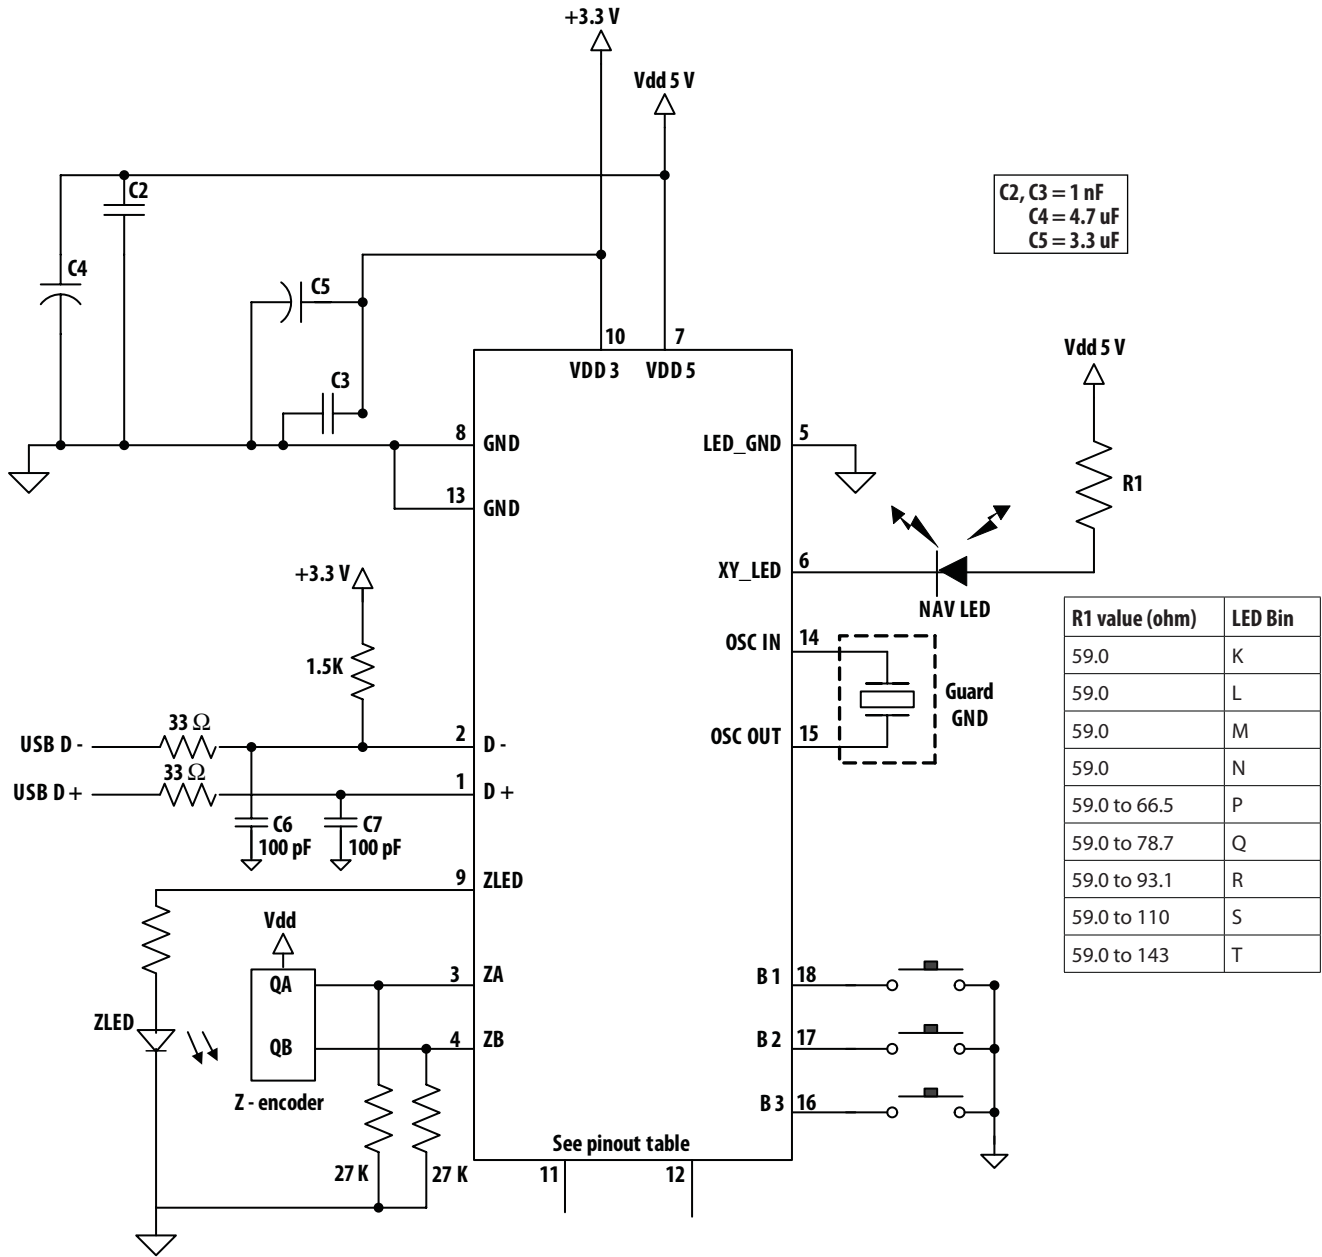 +3.3 V
Vdd 5 V
C2
C2, C3 = 1 nF
C4 = 4.7 uF
C5 = 3.3 uF
C4
C5
10
7
VDD 3
VDD 5
Vdd 5 V
C3
8
GND
LED_GND
5
R1
13
GND
+3.3 V
XY_LED
6
NAV LED
1.5K
OSC IN
14
Guard
GND
OSC OUT
15
R1 value (ohm) LED Bin
59.0 K
59.0 L
59.0 M
59.0 N
59.0 to 66.5 P
59.0 to 78.7 Q
59.0 to 93.1 R
59.0 to 110 S
59.0 to 143 T
33 Ω
USB D -
2
D -
33 Ω
USB D +
1
D +
C6
100 pF
C7
100 pF
9
ZLED
Vdd
QA
3
ZA
B 1
18
ZLED
QB
4
ZB
B 2
17
Z - encoder
B 3
16
See pinout table
27 K
27 K
11
12